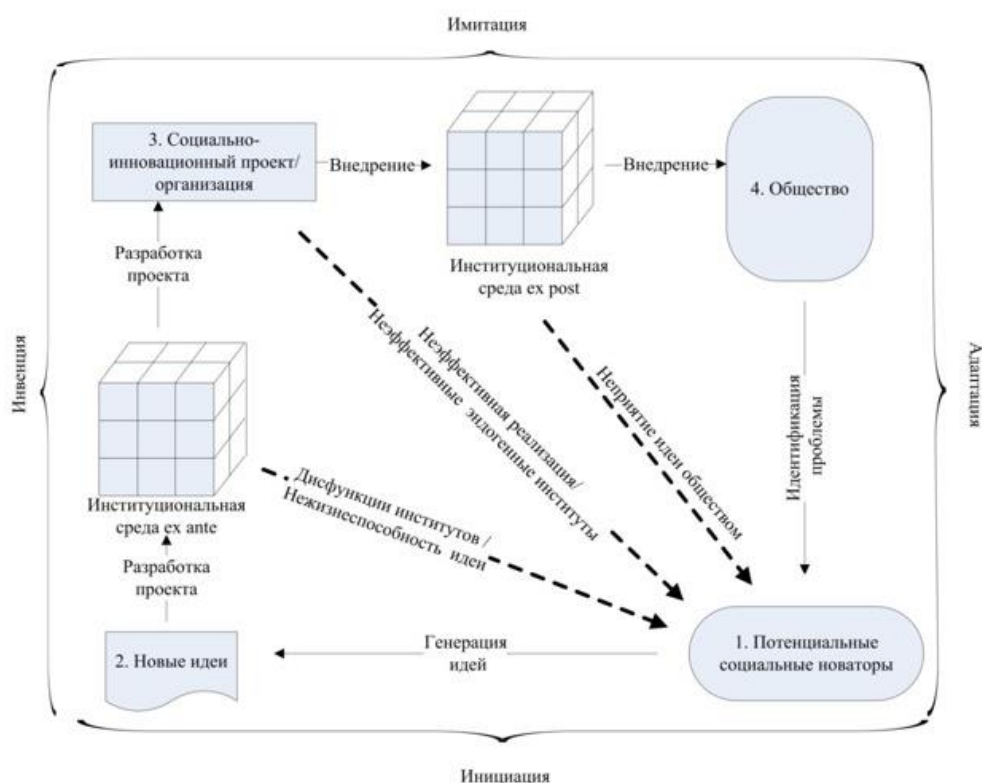 Имитация
3. Социально-
инновационный проект/
организация
Внедрение
Внедрение
4. Общество
Институциональная
среда ex post
Разработка
проекта
Инвенция
Адаптация
Неэффективная реализация/
Неэффективные эндогенные институты
Неприятие идеи обществом
Идентификация
проблемы
Институциональная
среда ex ante
Дисфункции институтов /
Нежизнеспособность идеи
Разработка
проекта
2. Новые идеи
Генерация
идей
1. Потенциальные
социальные новаторы
Инициация